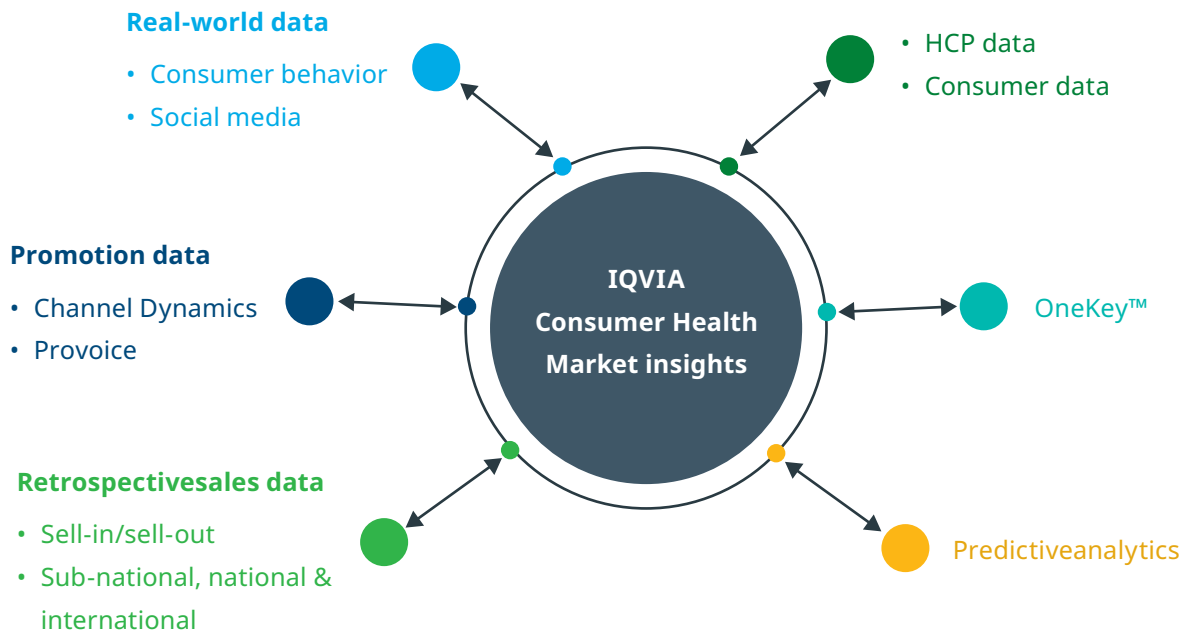 Real-world data
• Consumer behavior
• Social media
• HCP data
• Consumer data
Promotion data
• Channel Dynamics
• Provoice
IQVIA
Consumer Health
Market insights
OneKey™
Retrospectivesales data
• Sell-in/sell-out
• Sub-national, national &
international
Predictiveanalytics